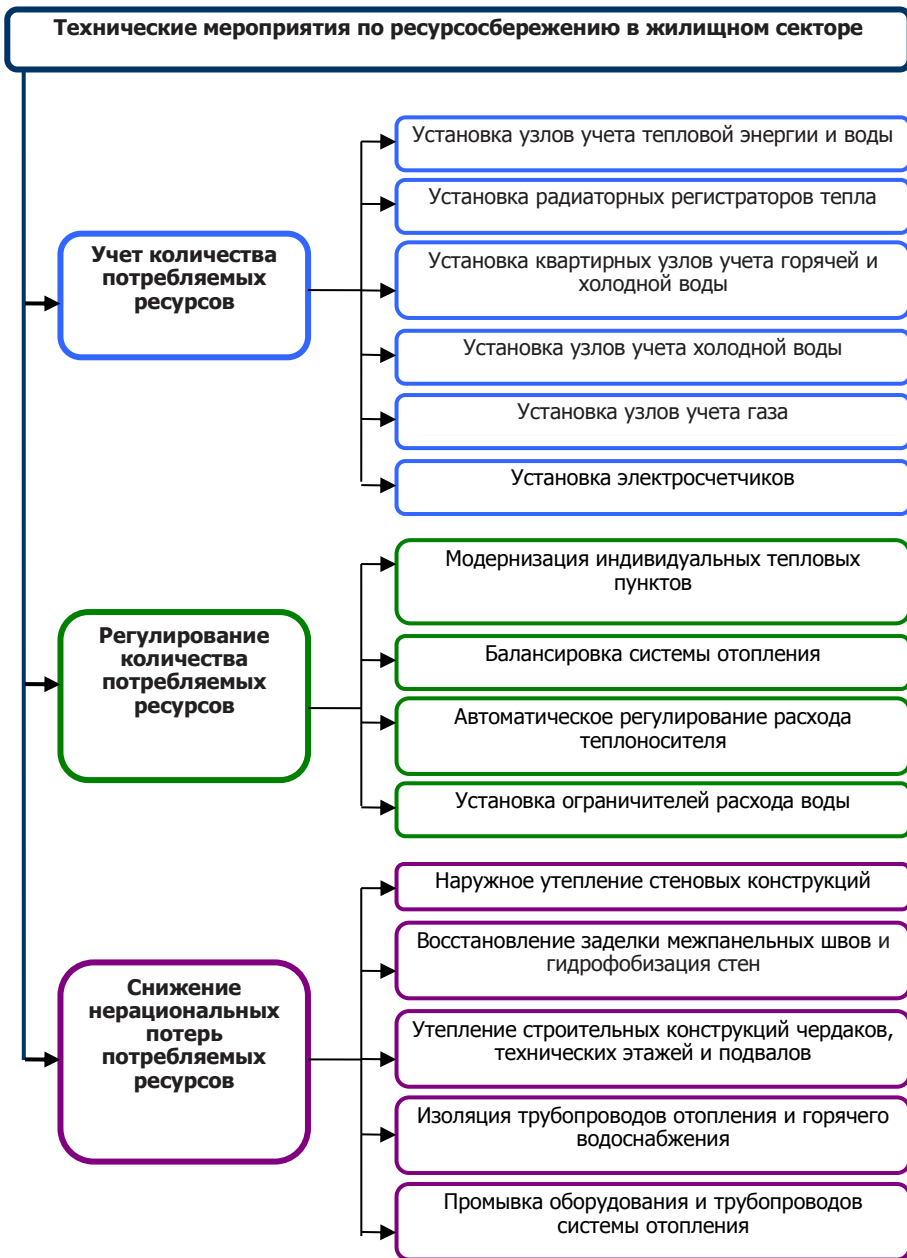 Технические мероприятия по ресурсосбережению в жилищном секторе
Учет количества
потребляемых
ресурсов
Установка узлов учета тепловой энергии и воды
Установка радиаторных регистраторов тепла
Установка квартирных узлов учета горячей и
холодной воды
Установка узлов учета холодной воды
Установка узлов учета газа
Установка электросчетчиков
Регулирование
количества
потребляемых
ресурсов
Модернизация индивидуальных тепловых
пунктов
Балансировка системы отопления
Автоматическое регулирование расхода
теплоносителя
Установка ограничителей расхода воды
Снижение
нерациональных
потерь
потребляемых
ресурсов
Наружное утепление стеновых конструкций
Восстановление заделки межпанельных швов и
гидрофобизация стен
Утепление строительных конструкций чердаков,
технических этажей и подвалов
Изоляция трубопроводов отопления и горячего
водоснабжения
Промывка оборудования и трубопроводов
системы отопления